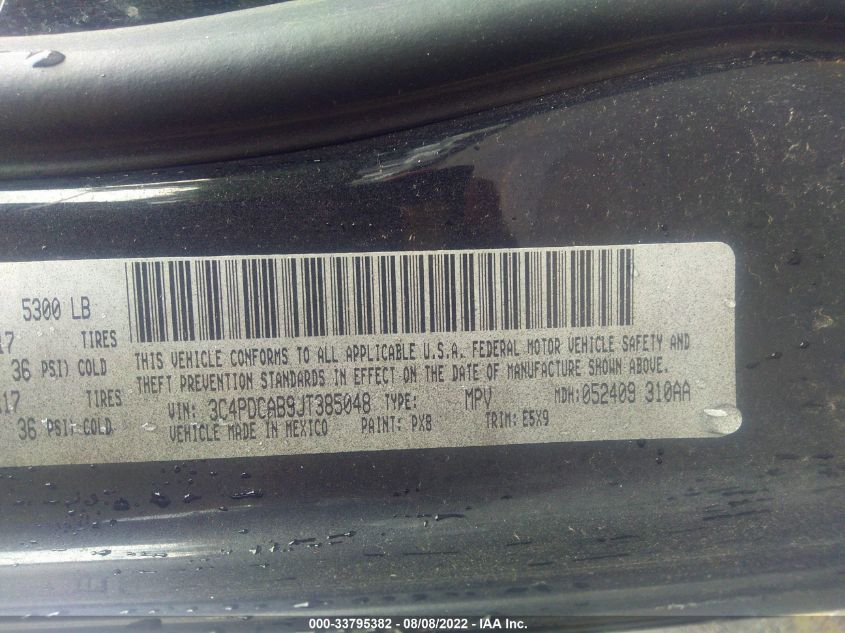 5300 LB
17 TIRES
36 PSI) COLD
17 TIRES
36 PSI) COLD
THIS VEHICLE CONFORMS TO ALL APPLICABLE U.S.A. FEDERAL MOTOR VEHICLE SAFETY AND
THEFT PREVENTION STANDARDS IN EFFECT ON THE DATE OF MANUFACTURE SHOWN ABOVE.
VIN: 3C4PDCAB9JT385048 TYPE: MPV MDH:052409 310AA
VEHICLE MADE IN MEXICO PAINT: PX8 TRIM: E5X9
000-33795382 - 08/08/2022 - IAA Inc.